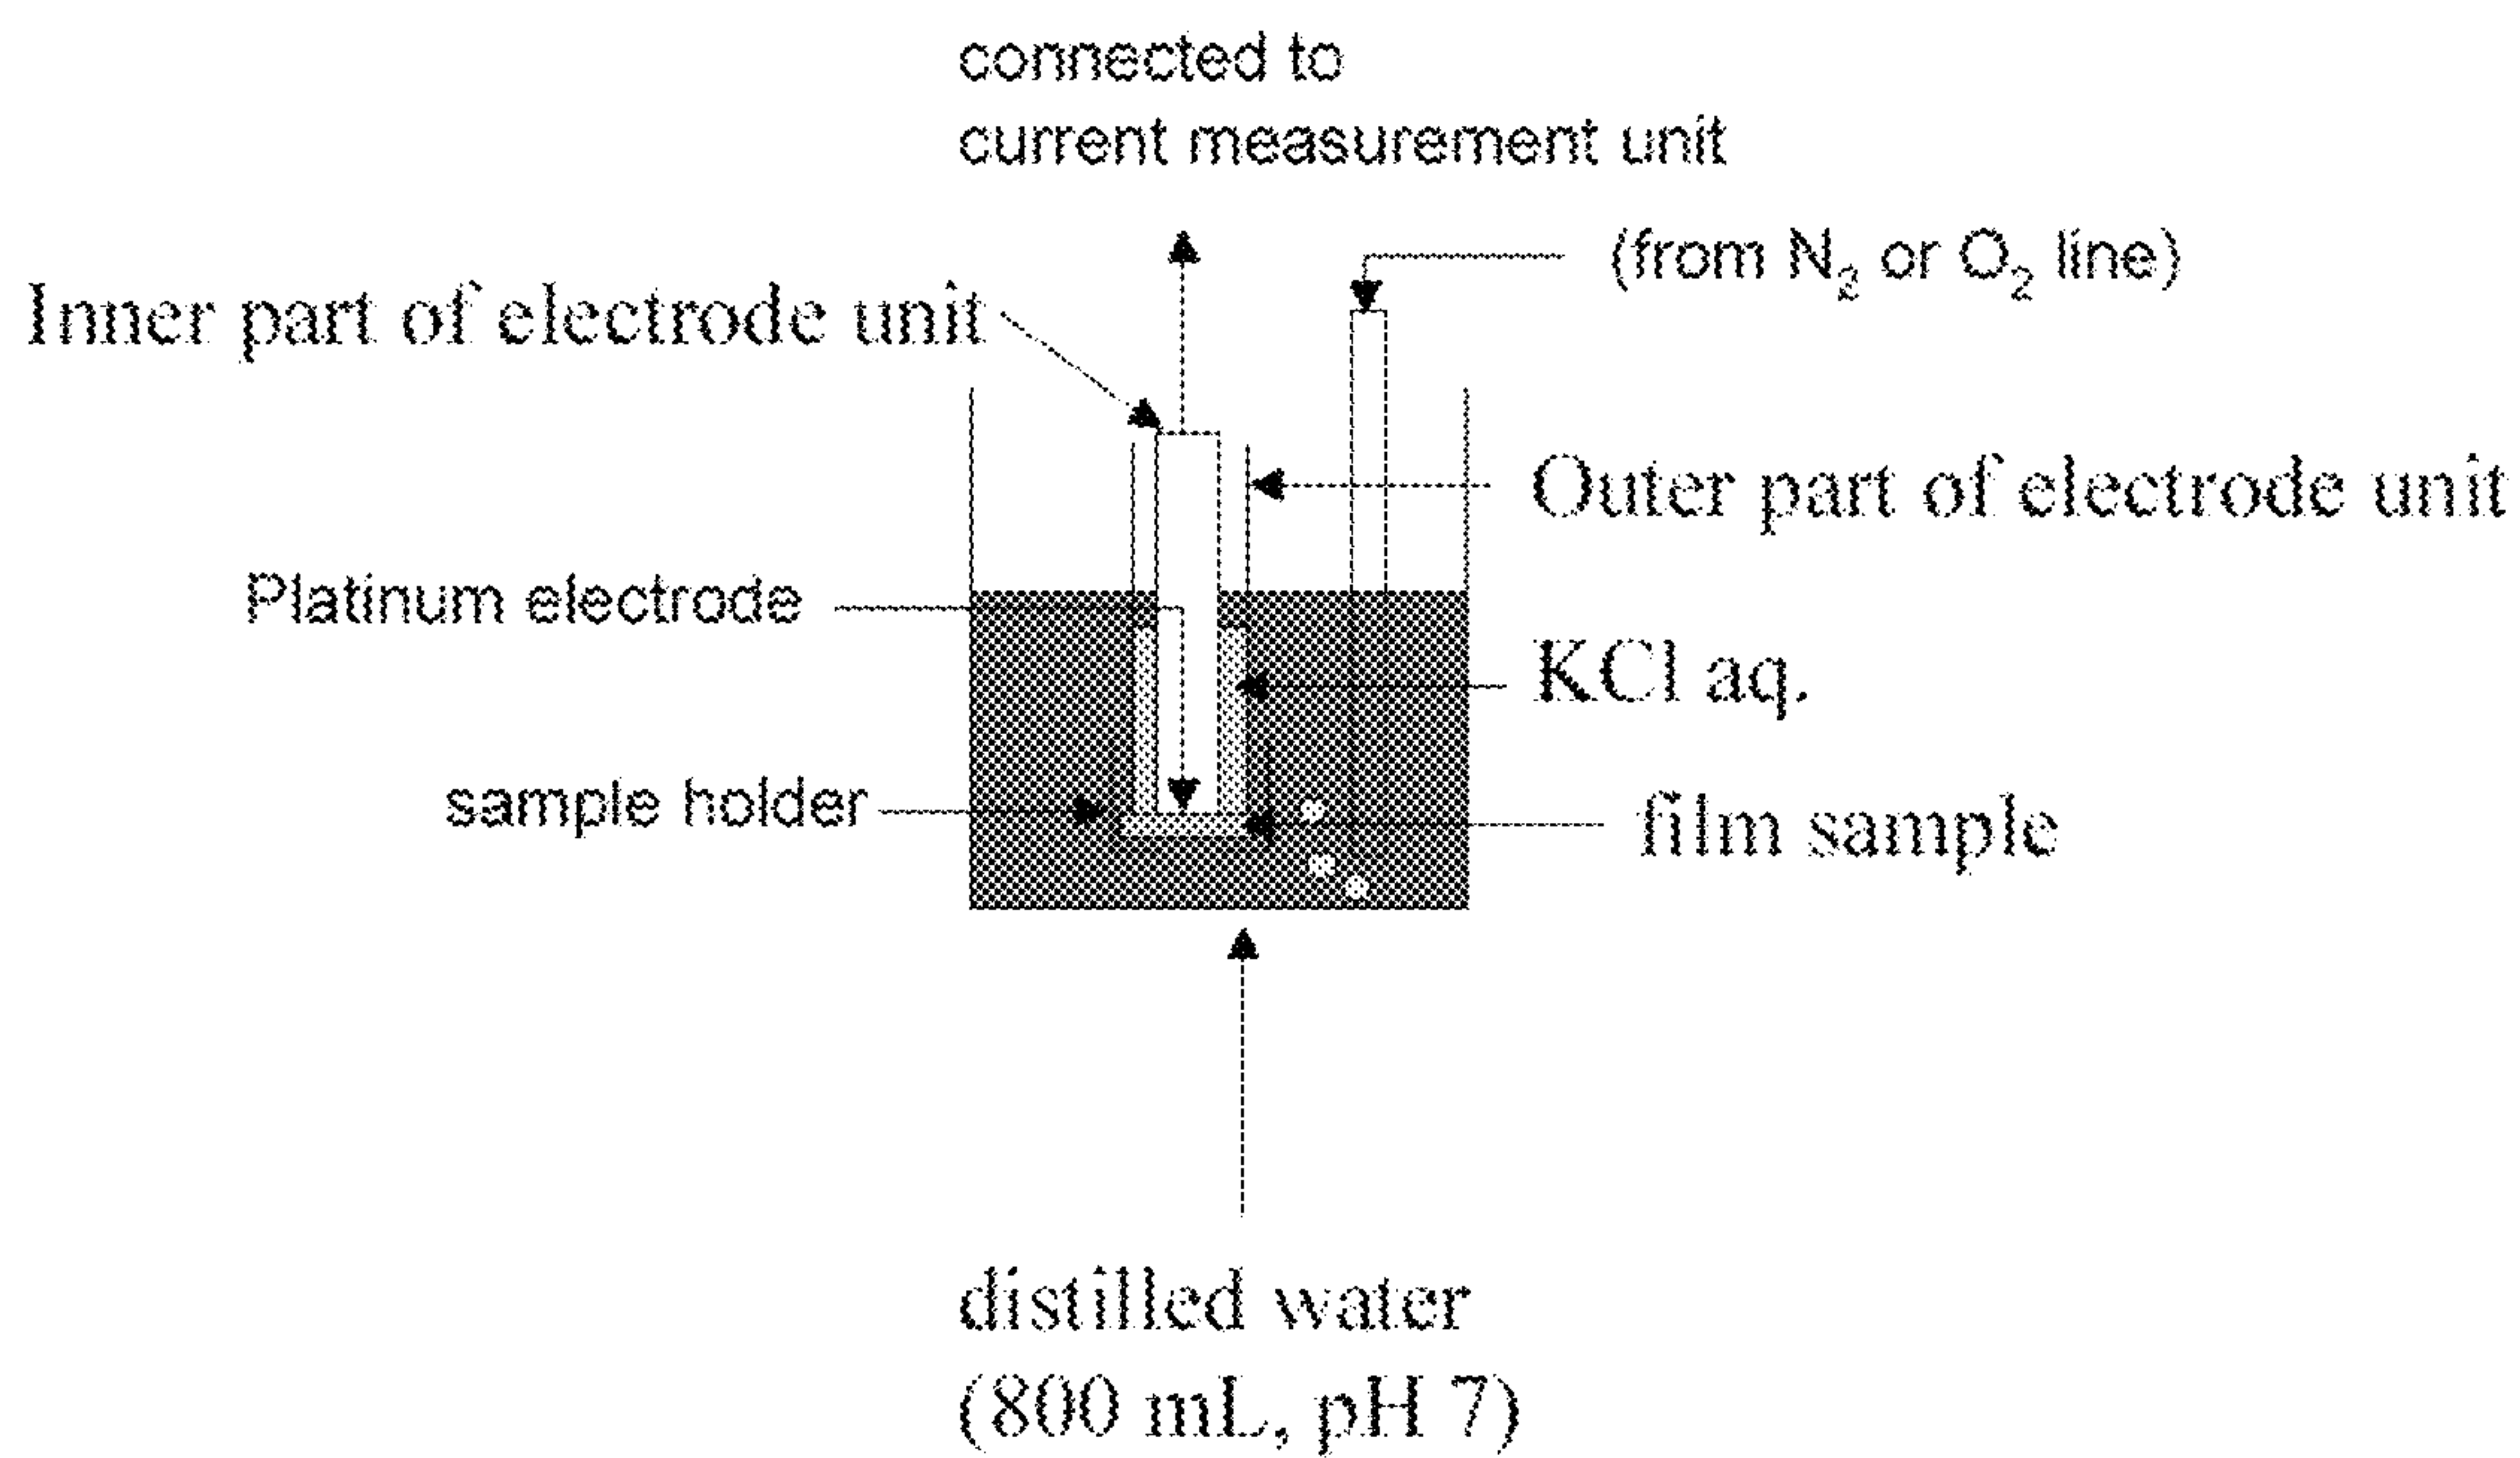 connected to
current measurement unit
(from N₂ or O₂ line)
Inner part of electrode unit
Outer part of electrode unit
Platinum electrode
KCl aq.
sample holder
film sample
distilled water
(800 mL, pH 7)